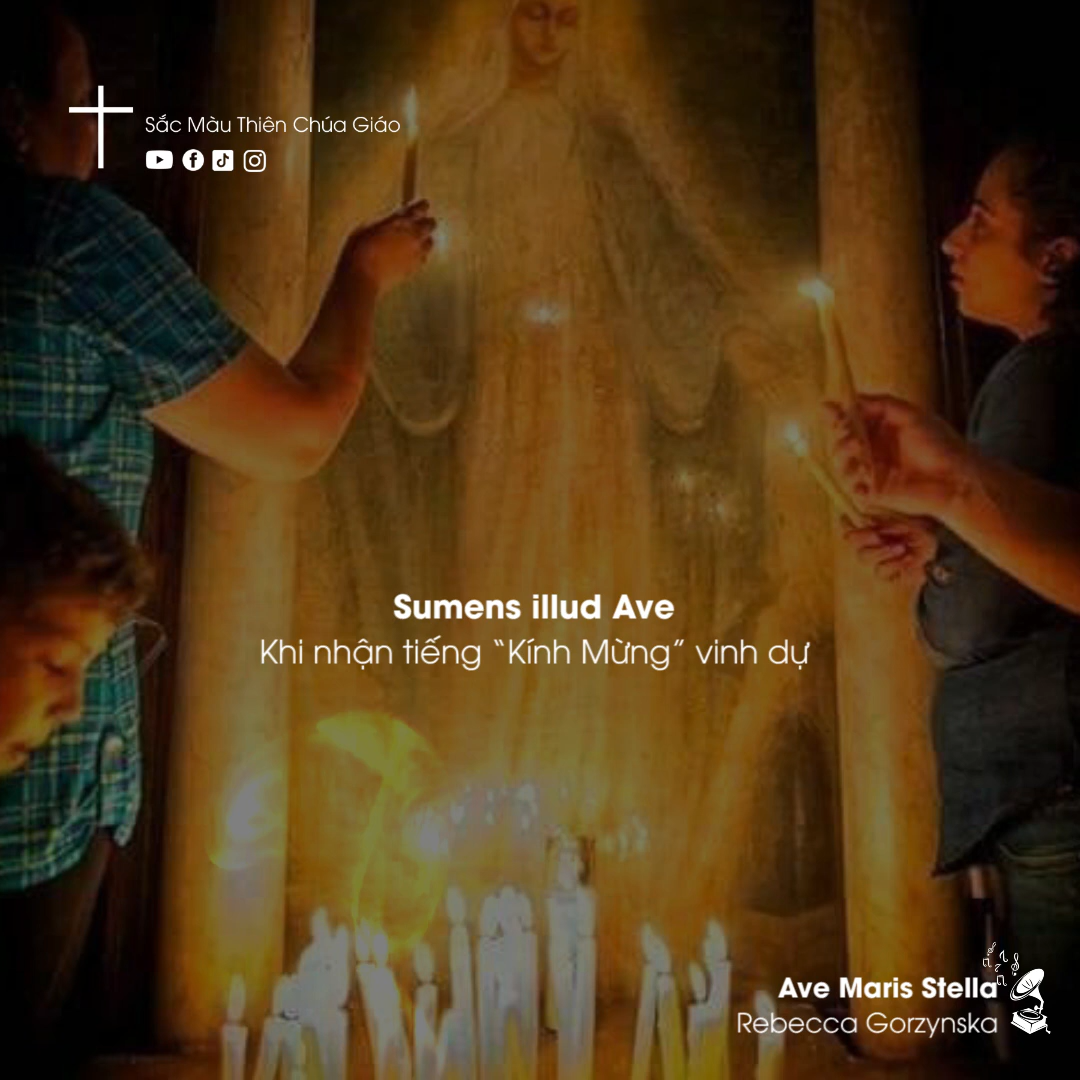 Sắc Màu Thiên Chúa Giáo
Sumens illud Ave
Khi nhận tiếng “Kính Mừng” vinh dự
Ave Maris Stella
Rebecca Gorzynska